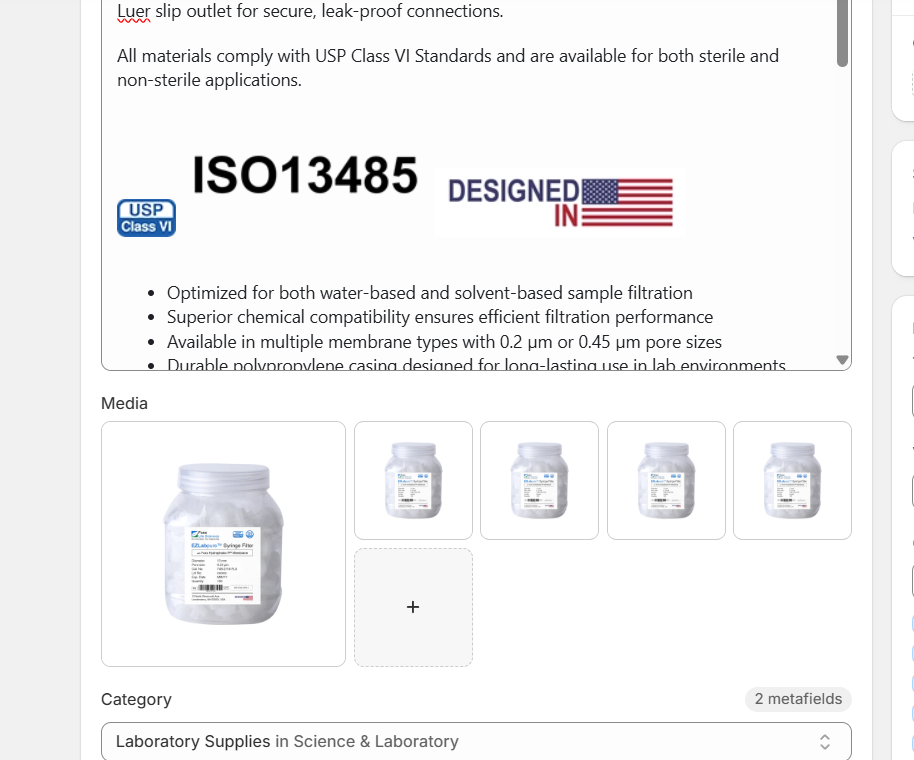 Luer slip outlet for secure, leak-proof connections.
All materials comply with USP Class VI Standards and are available for both sterile and
non-sterile applications.
ISO13485
DESIGNED
IN
USP
Class VI
• Optimized for both water-based and solvent-based sample filtration
• Superior chemical compatibility ensures efficient filtration performance
• Available in multiple membrane types with 0.2 µm or 0.45 µm pore sizes
• Durable polypropylene casing designed for long-lasting use in lab environments
Media
EZLabpure™ Syringe Filter
+
Category
2 metafields
Laboratory Supplies in Science & Laboratory